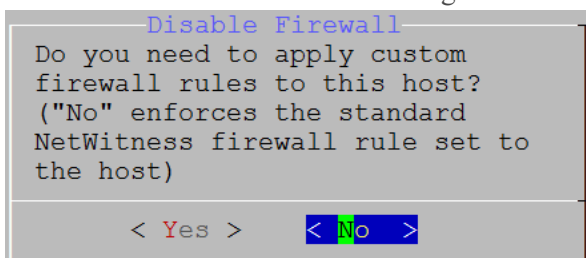 Disable Firewall
Do you need to apply custom
firewall rules to this host?
("No" enforces the standard
NetWitness firewall rule set to
the host)
< Yes > < No >